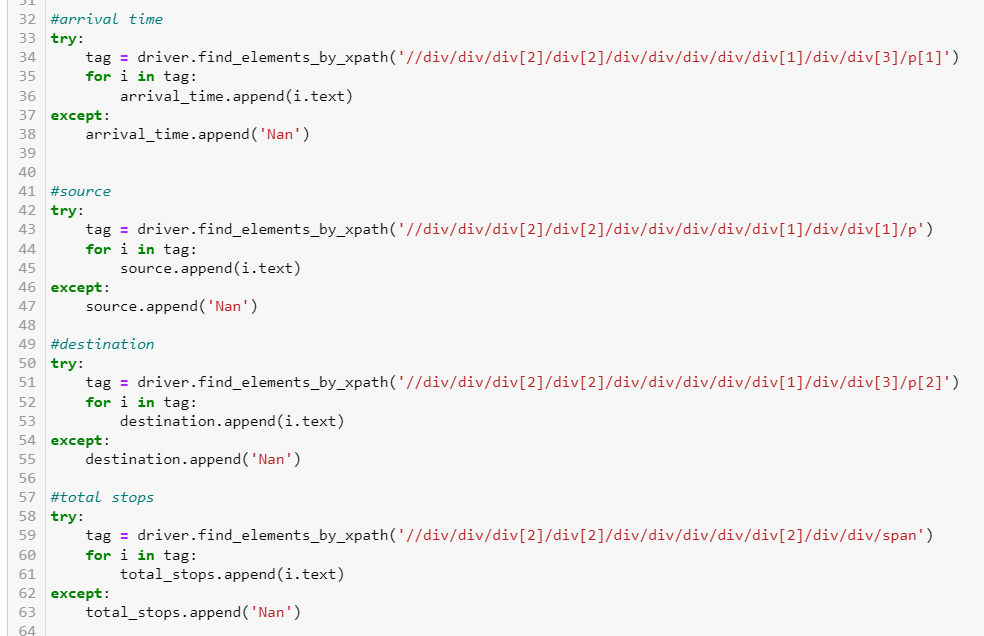 32 #arrival time
33 try:
34     tag = driver.find_elements_by_xpath('//div/div/div[2]/div[2]/div/div/div/div/div[1]/div/div[3]/p[1]')
35     for i in tag:
36         arrival_time.append(i.text)
37 except:
38     arrival_time.append('Nan')
39
40
41 #source
42 try:
43     tag = driver.find_elements_by_xpath('//div/div/div[2]/div[2]/div/div/div/div/div[1]/div/div[1]/p')
44     for i in tag:
45         source.append(i.text)
46 except:
47     source.append('Nan')
48
49 #destination
50 try:
51     tag = driver.find_elements_by_xpath('//div/div/div[2]/div[2]/div/div/div/div/div[1]/div/div[3]/p[2]')
52     for i in tag:
53         destination.append(i.text)
54 except:
55     destination.append('Nan')
56
57 #total stops
58 try:
59     tag = driver.find_elements_by_xpath('//div/div/div[2]/div[2]/div/div/div/div/div[2]/div/div/span')
60     for i in tag:
61         total_stops.append(i.text)
62 except:
63     total_stops.append('Nan')
64